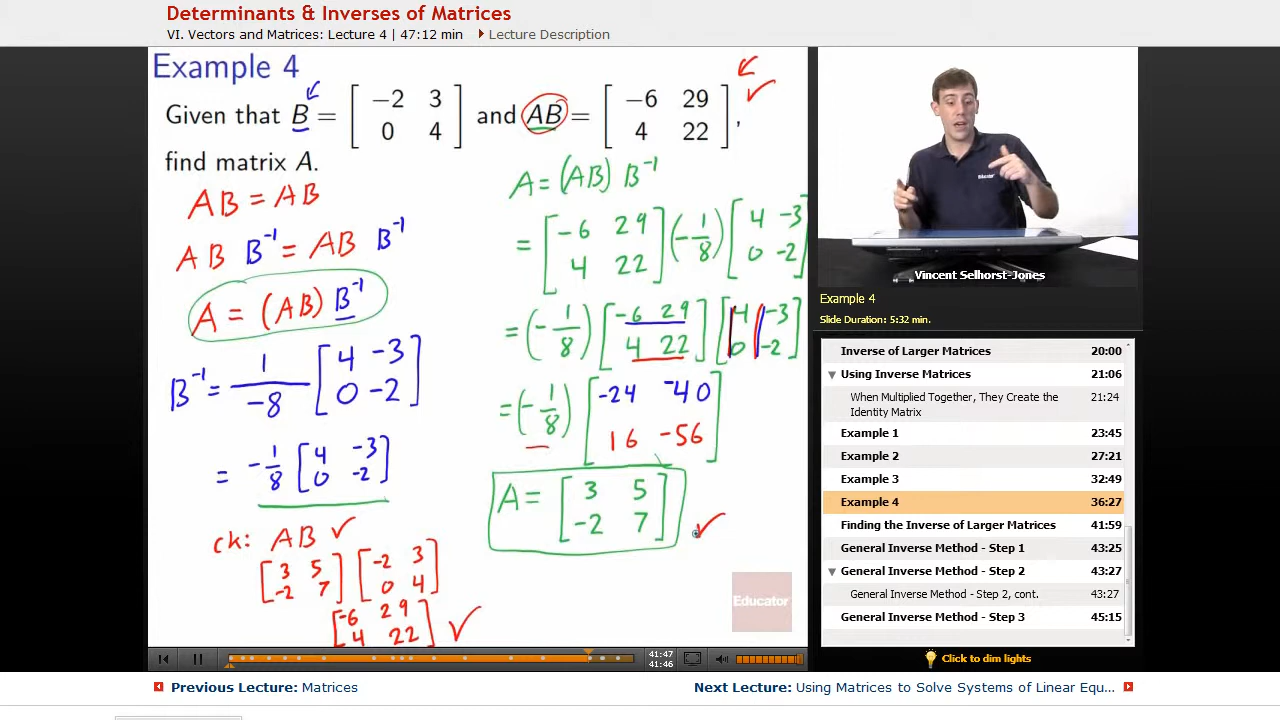 Determinants & Inverses of Matrices
VI. Vectors and Matrices: Lecture 4 | 47:12 min
Lecture Description
Example 4
Given that B = [ −2 3 ] and AB = [ −6 29 ],
[ 0 4 ] [ 4 22 ]
find matrix A.
AB = AB
A B B⁻¹ = AB B⁻¹
A = (AB) B⁻¹
B⁻¹ = 1/-8 [ 4 -3 ]
[ 0 -2 ]
= -1/8 [ 4 -3 ]
[ 0 -2 ]
ck: AB ✓
[ 3 5 ] [ -2 3 ]
[ -2 7 ] [ 0 4 ]
[ -6 29 ]
[ 4 22 ] ✓
A = (AB) B⁻¹
= [ -6 29 ] (-1/8) [ 4 -3 ]
[ 4 22 ] [ 0 -2 ]
= (-1/8) [ -6 29 ] [ 4 -3 ]
[ 4 22 ] [ 0 -2 ]
= (-1/8) [ -24 -40 ]
[ 16 -56 ]
A = [ 3 5 ]
[ -2 7 ] ✓
Educator
Educator
Vincent Selhorst-Jones
Example 4
Slide Duration: 5:32 min.
Inverse of Larger Matrices 20:00
Using Inverse Matrices 21:06
When Multiplied Together, They Create the
Identity Matrix 21:24
Example 1 23:45
Example 2 27:21
Example 3 32:49
Example 4 36:27
Finding the Inverse of Larger Matrices 41:59
General Inverse Method - Step 1 43:25
General Inverse Method - Step 2 43:27
General Inverse Method - Step 2, cont. 43:27
General Inverse Method - Step 3 45:15
41:47
41:46
Click to dim lights
Previous Lecture: Matrices
Next Lecture: Using Matrices to Solve Systems of Linear Equ...